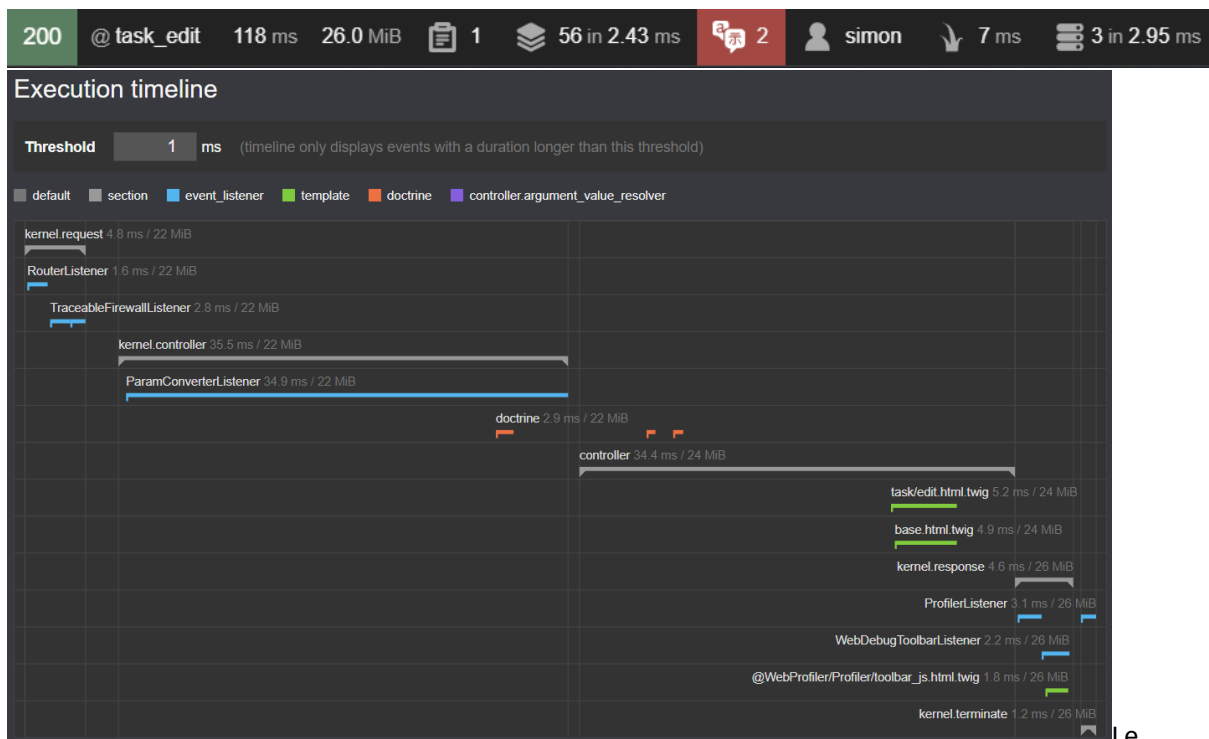 200 @ task_edit 118 ms 26.0 MiB 1 56 in 2.43 ms 2 simon 7 ms 3 in 2.95 ms
Execution timeline
Threshold 1 ms (timeline only displays events with a duration longer than this threshold)
default section event_listener template doctrine controller.argument_value_resolver
kernel.request 4.8 ms / 22 MiB
RouterListener 1.6 ms / 22 MiB
TraceableFirewallListener 2.8 ms / 22 MiB
kernel.controller 35.5 ms / 22 MiB
ParamConverterListener 34.9 ms / 22 MiB
doctrine 2.9 ms / 22 MiB
controller 34.4 ms / 24 MiB
task/edit.html.twig 5.2 ms / 24 MiB
base.html.twig 4.9 ms / 24 MiB
kernel.response 4.6 ms / 26 MiB
ProfilerListener 3.1 ms / 26 MiB
WebDebugToolbarListener 2.2 ms / 26 MiB
@WebProfiler/Profiler/toolbar_js.html.twig 1.8 ms / 26 MiB
kernel.terminate 1.2 ms / 26 MiB